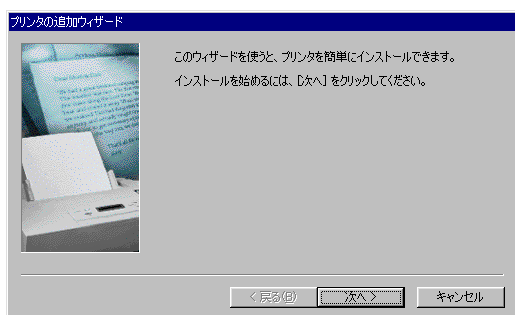 プリンタの追加ウィザード
このウィザードを使うと、プリンタを簡単にインストールできます。
インストールを始めるには、[次へ] をクリックしてください。
< 戻る(B)
次へ >
キャンセル